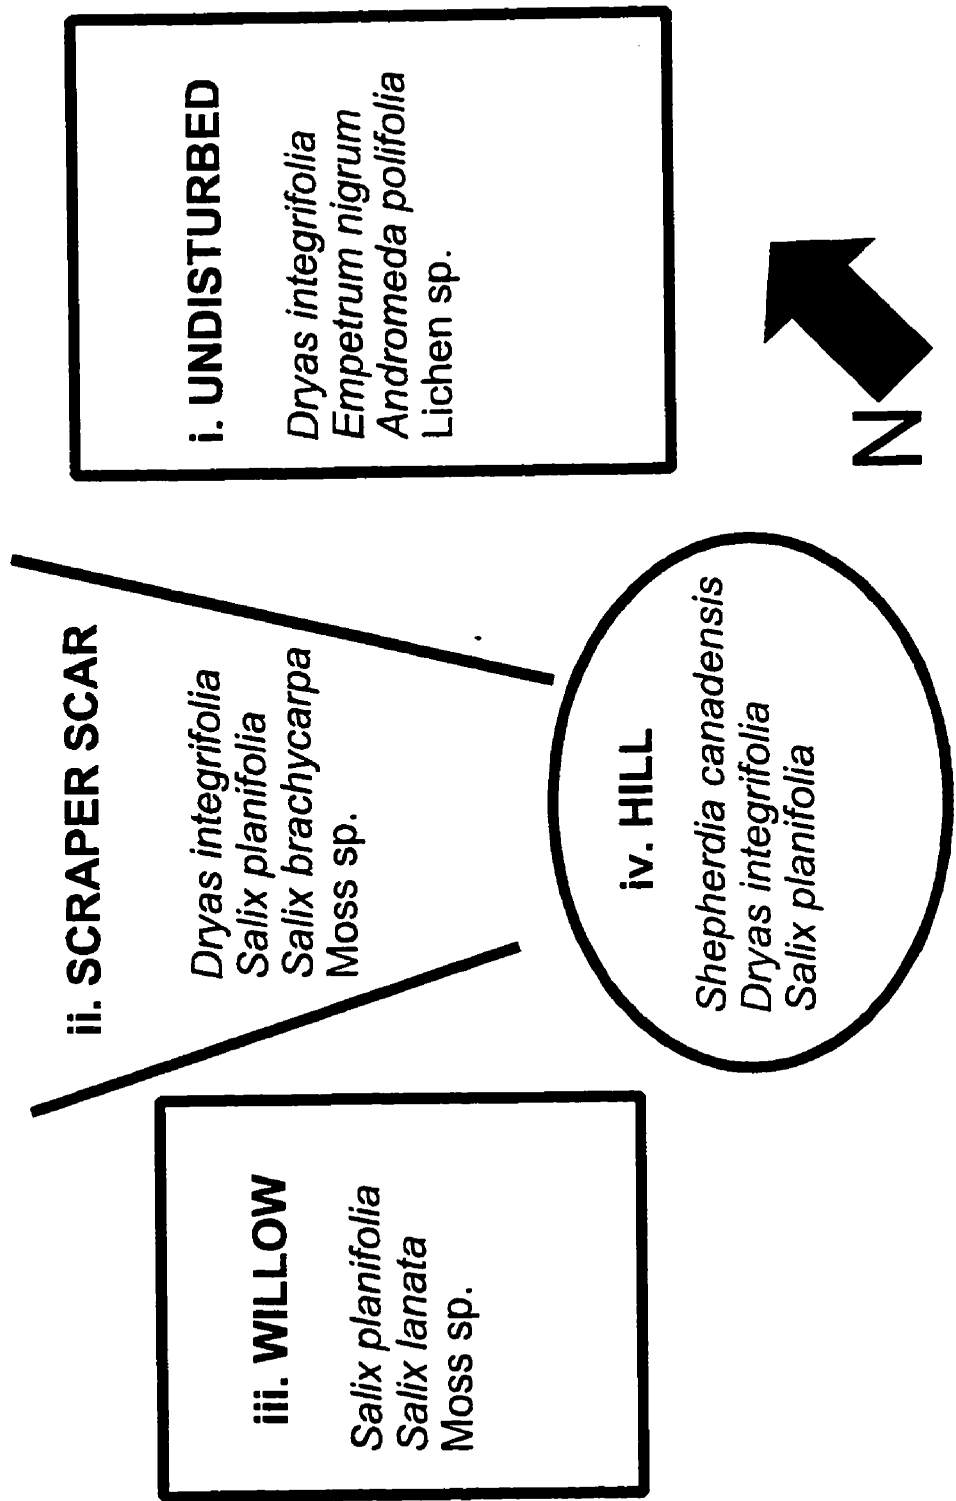 i. UNDISTURBED
Dryas integrifolia
Empetrum nigrum
Andromeda polifolia
Lichen sp.
ii. SCRAPER SCAR
Dryas integrifolia
Salix planifolia
Salix brachycarpa
Moss sp.
iii. WILLOW
Salix planifolia
Salix lanata
Moss sp.
iv. HILL
Shepherdia canadensis
Dryas integrifolia
Salix planifolia
N